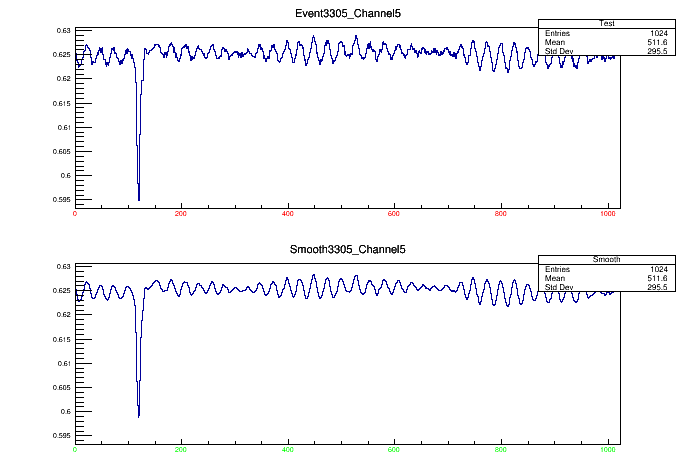 Event3305_Channel5
Test
Entries 1024
Mean 511.6
Std Dev 295.5
0.63
0.625
0.62
0.615
0.61
0.605
0.6
0.595
0 200 400 600 800 1000
Smooth3305_Channel5
Smooth
Entries 1024
Mean 511.6
Std Dev 295.5
0.63
0.625
0.62
0.615
0.61
0.605
0.6
0.595
0 200 400 600 800 1000